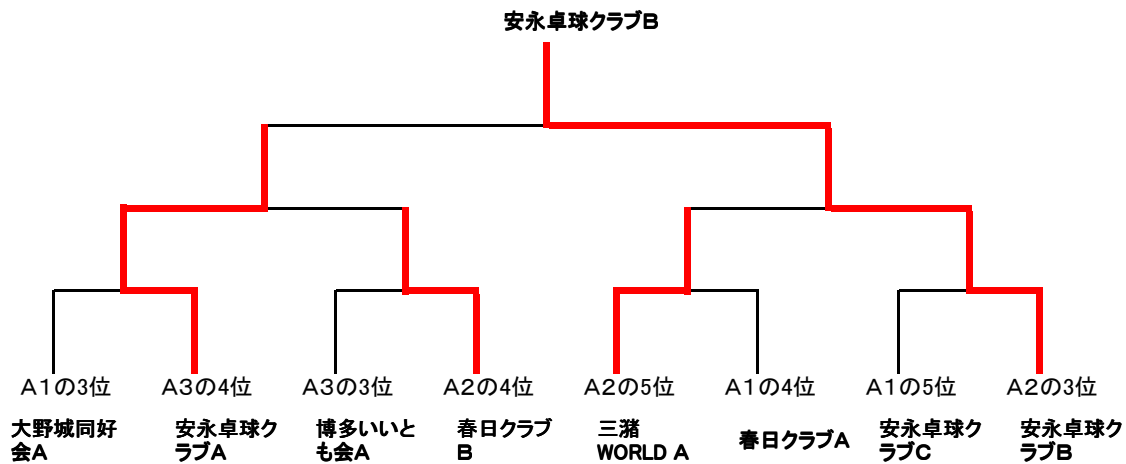 安永卓球クラブB
A1の3位
A3の4位
A3の3位
A2の4位
A2の5位
A1の4位
A1の5位
A2の3位
大野城同好
会A
安永卓球ク
ラブA
博多いいと
も会A
春日クラブ
B
三潴
WORLD A
春日クラブA
安永卓球ク
ラブC
安永卓球ク
ラブB